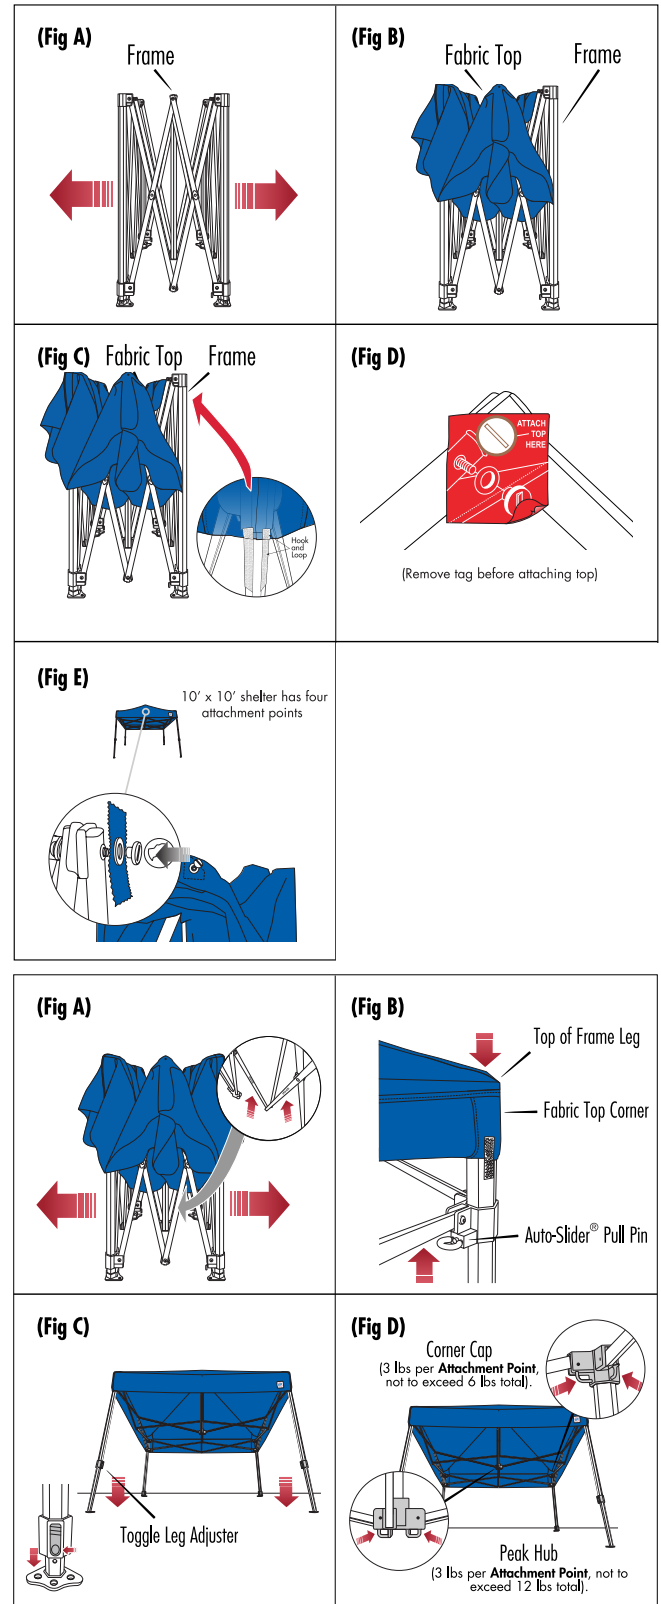 (Fig A)
Frame
(Fig B)
Fabric Top
Frame
(Fig C)
Fabric Top
Frame
Hook
and
Loop
(Fig D)
ATTACH
TOP
HERE
(Remove tag before attaching top)
(Fig E)
10’ x 10’ shelter has four
attachment points
(Fig A)
(Fig B)
Top of Frame Leg
Fabric Top Corner
Auto-Slider® Pull Pin
(Fig C)
Toggle Leg Adjuster
(Fig D)
Corner Cap
(3 lbs per Attachment Point,
not to exceed 6 lbs total).
Peak Hub
(3 lbs per Attachment Point, not to
exceed 12 lbs total).